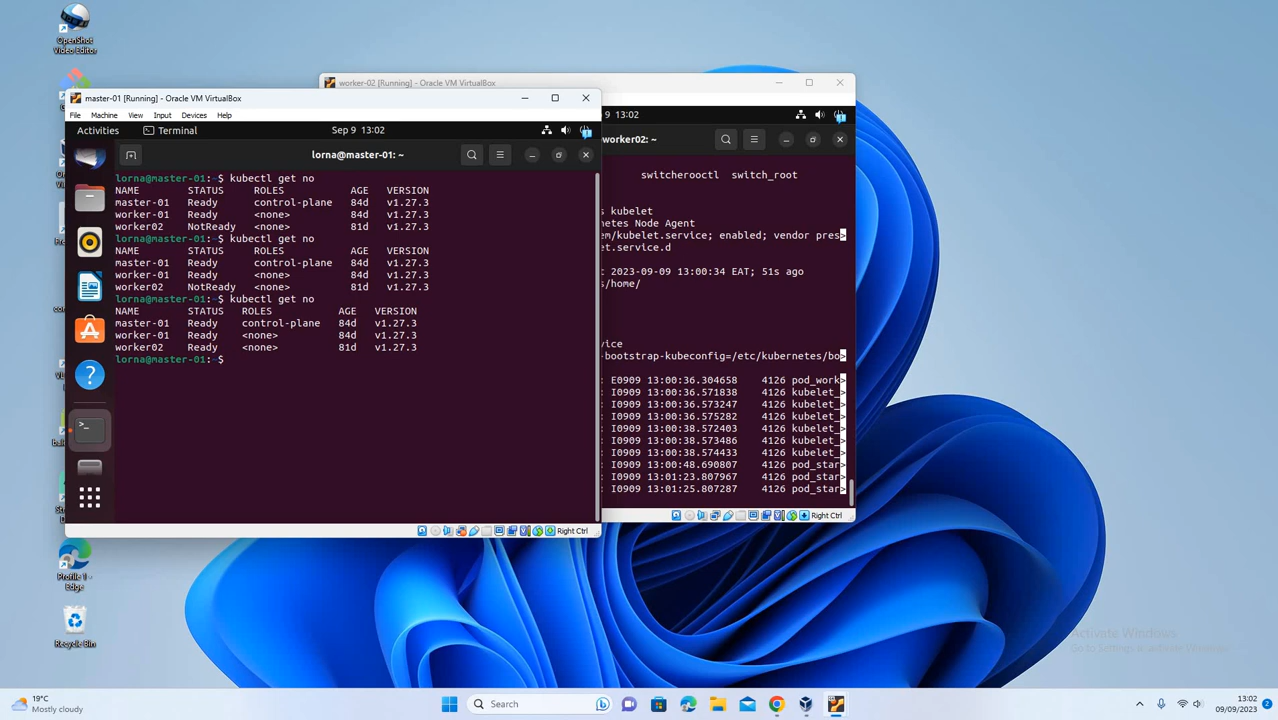 OpenShot
Video Editor
worker-02 [Running] - Oracle VM VirtualBox
master-01 [Running] - Oracle VM VirtualBox
File Machine View Input Devices Help
9 13:02
Activities Terminal Sep 9 13:02
worker02: ~
lorna@master-01: ~
lorna@master-01:~$ kubectl get no
NAME STATUS ROLES AGE VERSION
master-01 Ready control-plane 84d v1.27.3
worker-01 Ready <none> 84d v1.27.3
worker02 NotReady <none> 81d v1.27.3
lorna@master-01:~$ kubectl get no
NAME STATUS ROLES AGE VERSION
master-01 Ready control-plane 84d v1.27.3
worker-01 Ready <none> 84d v1.27.3
worker02 NotReady <none> 81d v1.27.3
lorna@master-01:~$ kubectl get no
NAME STATUS ROLES AGE VERSION
master-01 Ready control-plane 84d v1.27.3
worker-01 Ready <none> 84d v1.27.3
worker02 Ready <none> 81d v1.27.3
lorna@master-01:~$
switcherooctl switch_root
s kubelet
netes Node Agent
em/kubelet.service; enabled; vendor pres>
et.service.d
t 2023-09-09 13:00:34 EAT; 51s ago
s/home/
vice
-bootstrap-kubeconfig=/etc/kubernetes/bo>
: E0909 13:00:36.304658 4126 pod_work>
: I0909 13:00:36.571838 4126 kubelet_>
: I0909 13:00:36.573247 4126 kubelet_>
: I0909 13:00:36.575282 4126 kubelet_>
: I0909 13:00:38.572403 4126 kubelet_>
: I0909 13:00:38.573486 4126 kubelet_>
: I0909 13:00:38.574433 4126 kubelet_>
: I0909 13:00:48.690807 4126 pod_star>
: I0909 13:01:23.807967 4126 pod_star>
: I0909 13:01:25.807287 4126 pod_star>
Right Ctrl
Right Ctrl
Profile 1 -
Edge
Recycle Bin
Activate Windows
Go to Settings to activate Windows.
19°C
Mostly cloudy
Search
13:02
09/09/2023
2